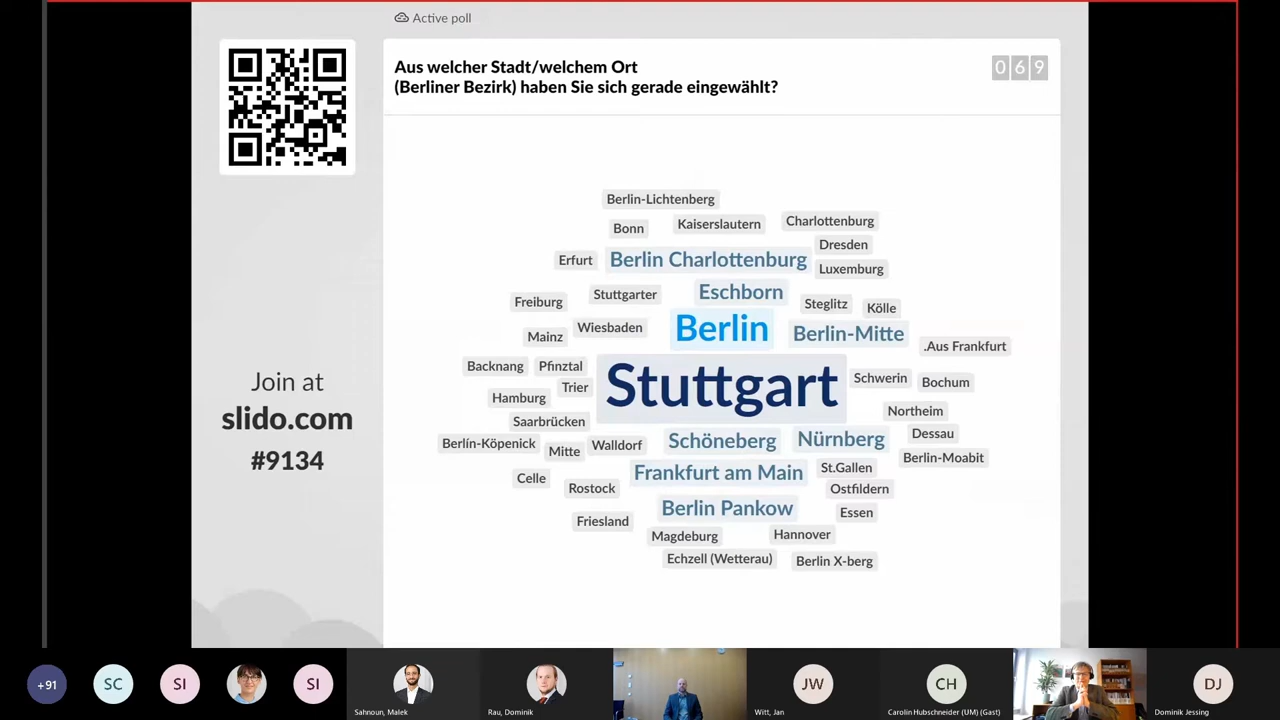 Active poll
Aus welcher Stadt/welchem Ort
(Berliner Bezirk) haben Sie sich gerade eingewählt?
069
Join at
slido.com
#9134
Berlin-Lichtenberg
Bonn
Kaiserslautern
Charlottenburg
Dresden
Erfurt
Berlin Charlottenburg
Luxemburg
Freiburg
Stuttgarter
Eschborn
Steglitz
Kölle
Mainz
Wiesbaden
Berlin
Berlin-Mitte
.Aus Frankfurt
Backnang
Pfinztal
Stuttgart
Schwerin
Bochum
Hamburg
Trier
Northeim
Saarbrücken
Dessau
Berlín-Köpenick
Mitte
Walldorf
Schöneberg
Nürnberg
Berlin-Moabit
Celle
Rostock
Frankfurt am Main
St.Gallen
Ostfildern
Friesland
Berlin Pankow
Essen
Magdeburg
Hannover
Echzell (Wetterau)
Berlin X-berg
+91
SC
SI
SI
Sahnoun, Malek
Rau, Dominik
JW
Witt, Jan
CH
Carolin Hubschneider (UM) (Gast)
DJ
Dominik Jessing